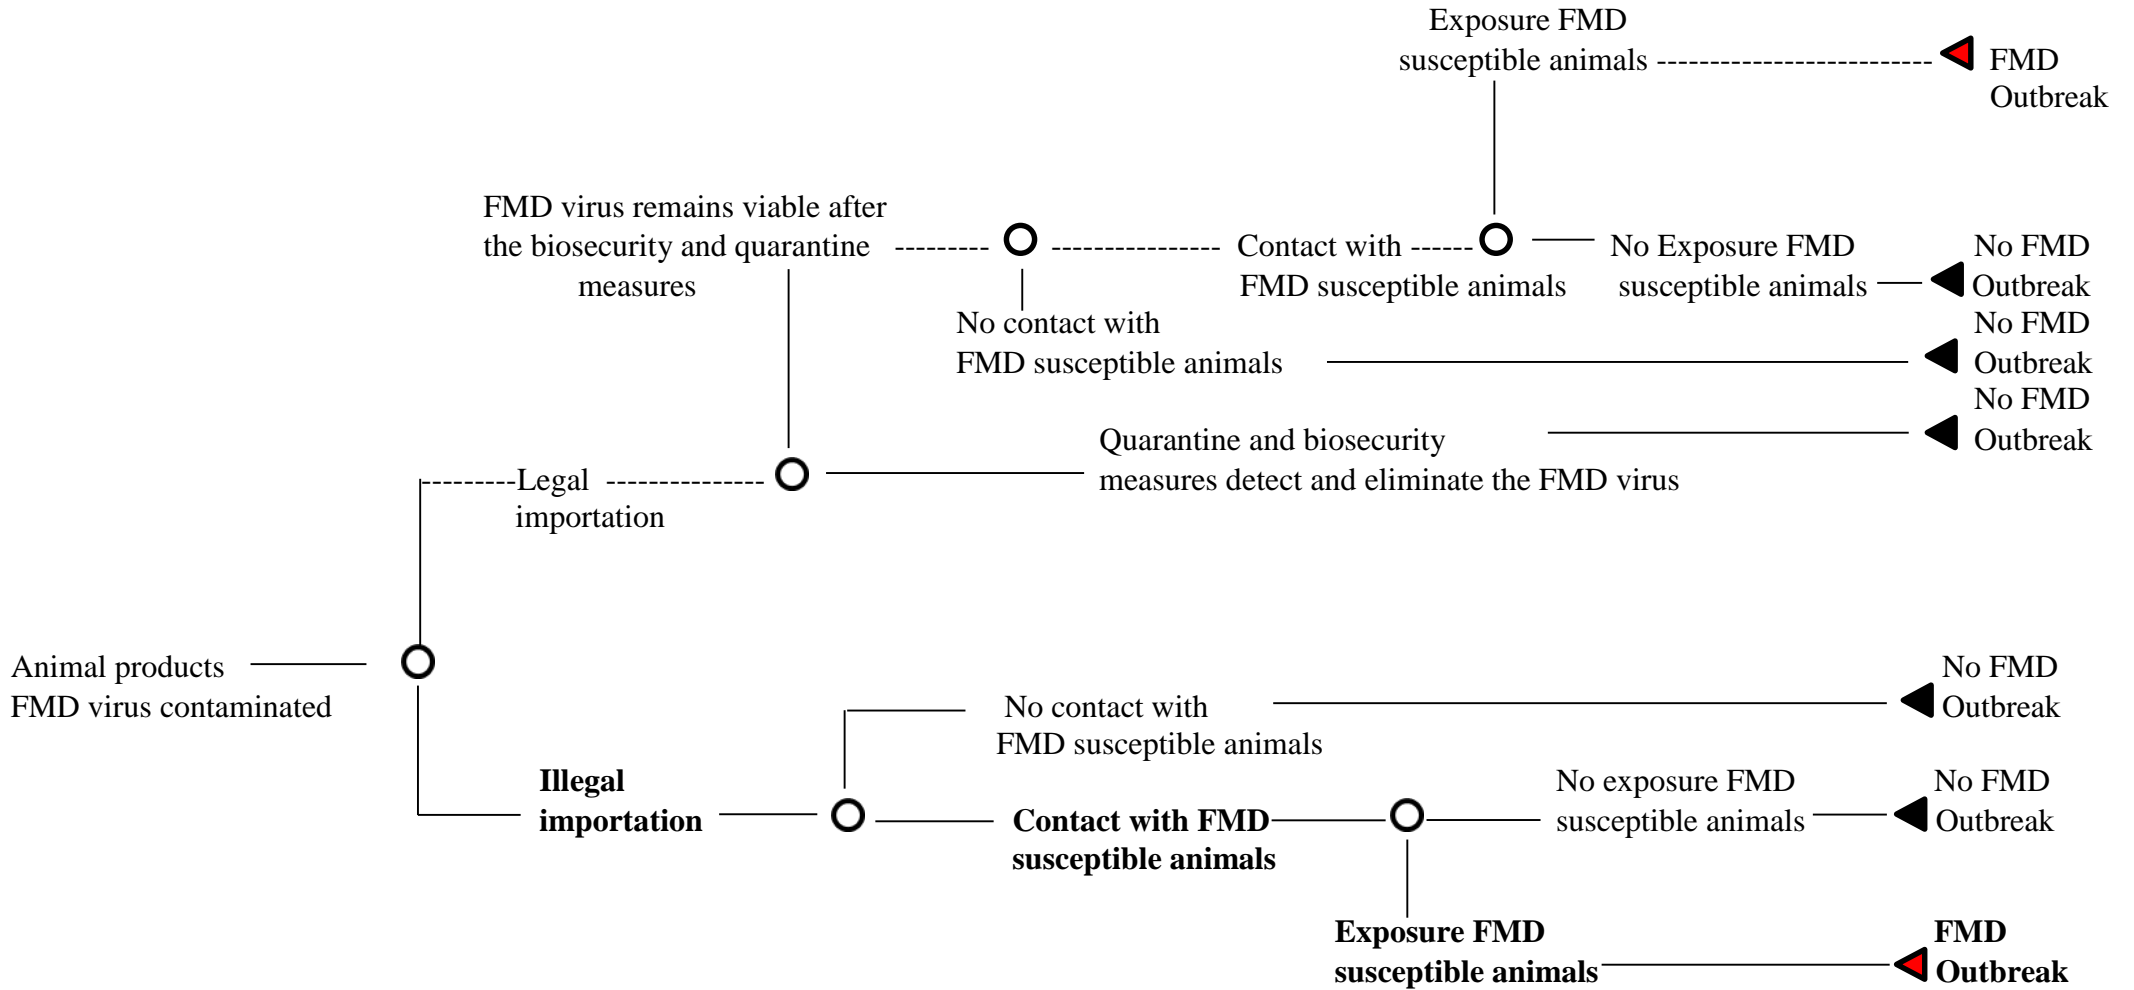 Exposure FMD
susceptible animals
FMD
Outbreak
FMD virus remains viable after
the biosecurity and quarantine
measures
Contact with
FMD susceptible animals
No Exposure FMD
susceptible animals
No FMD
Outbreak
No contact with
FMD susceptible animals
No FMD
Outbreak
Quarantine and biosecurity
measures detect and eliminate the FMD virus
No FMD
Outbreak
Legal
importation
Animal products
FMD virus contaminated
No contact with
FMD susceptible animals
No FMD
Outbreak
Illegal
importation
Contact with FMD
susceptible animals
No exposure FMD
susceptible animals
No FMD
Outbreak
Exposure FMD
susceptible animals
FMD
Outbreak